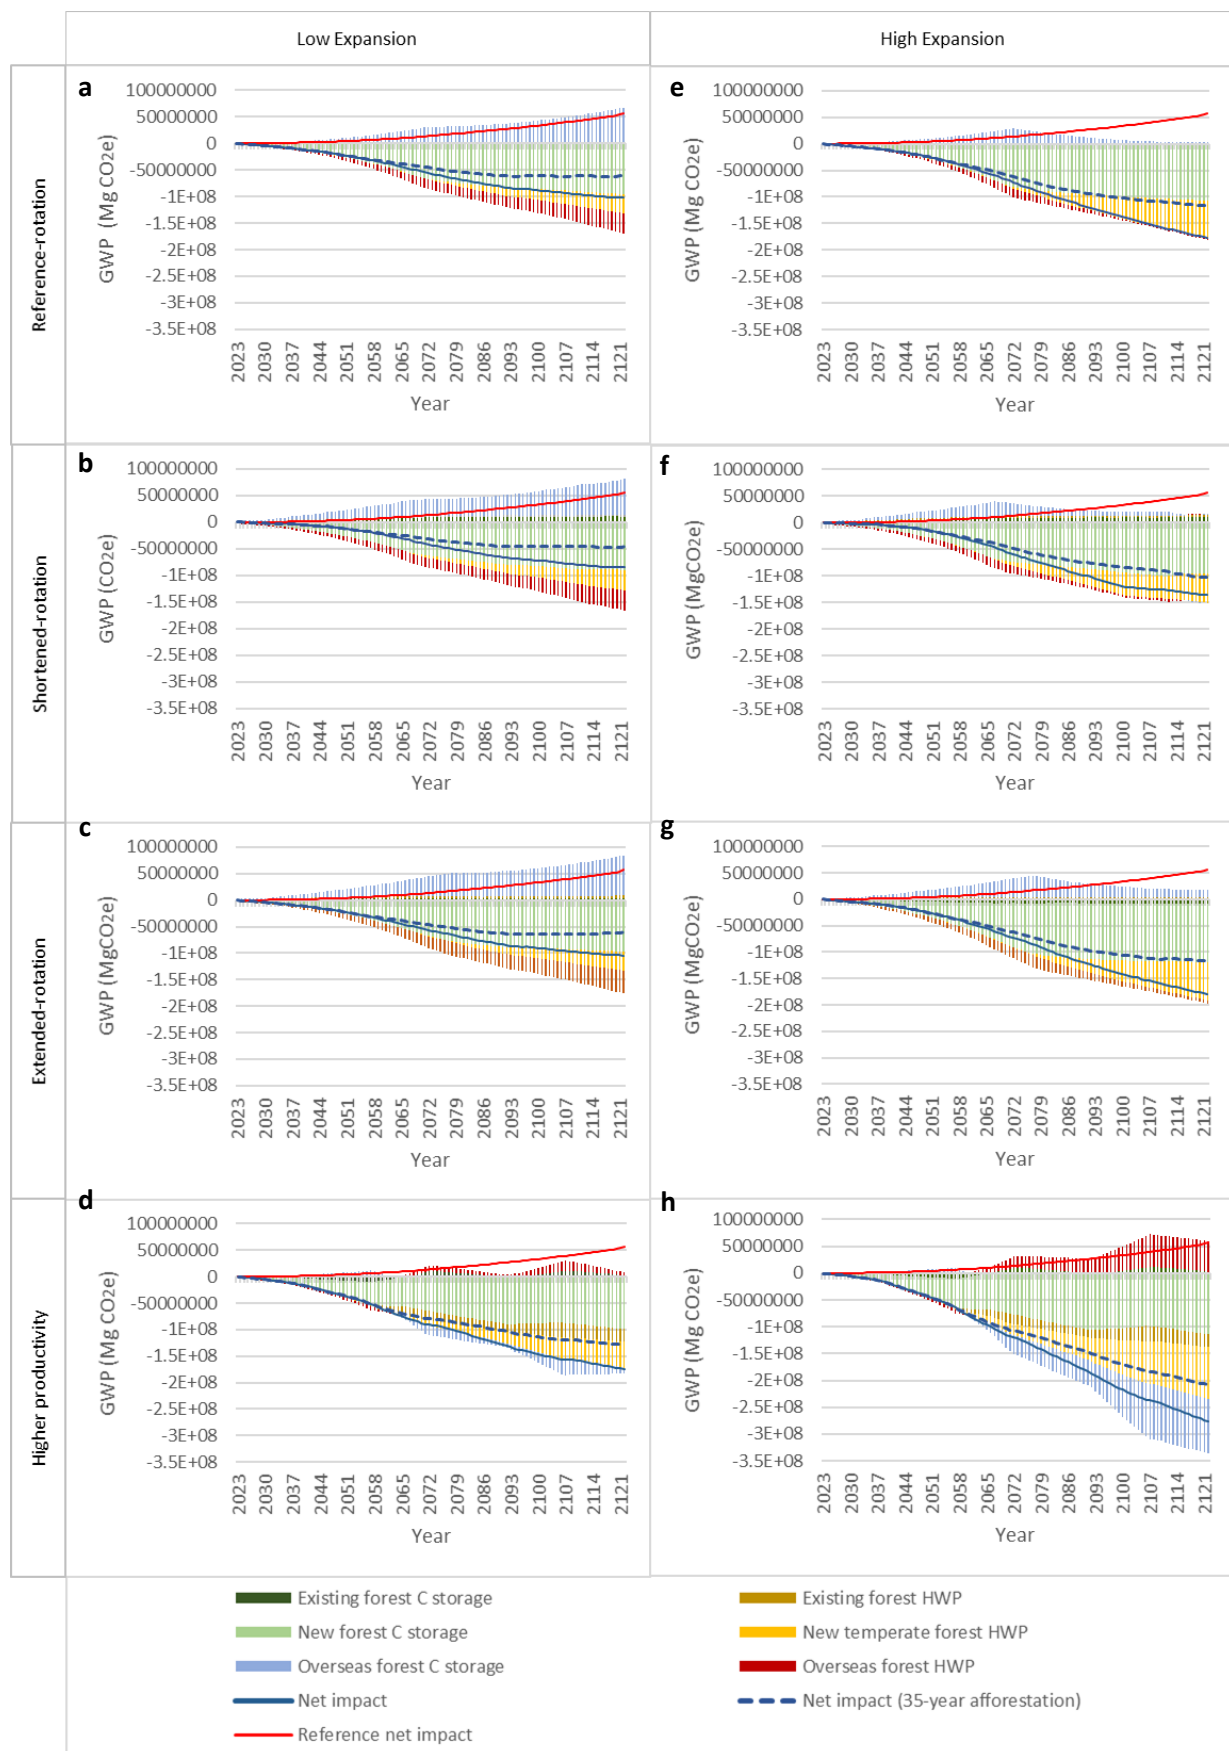 Low Expansion
High Expansion
Reference-rotation
a
GWP (Mg CO2e)
100000000
50000000
0
-50000000
-1E+08
-1.5E+08
-2E+08
-2.5E+08
-3E+08
-3.5E+08
2023 2030 2037 2044 2051 2058 2065 2072 2079 2086 2093 2100 2107 2114 2121
Year
e
GWP (Mg CO2e)
100000000
50000000
0
-50000000
-1E+08
-1.5E+08
-2E+08
-2.5E+08
-3E+08
-3.5E+08
2023 2030 2037 2044 2051 2058 2065 2072 2079 2086 2093 2100 2107 2114 2121
Year
Shortened-rotation
b
GWP (CO2e)
100000000
50000000
0
-50000000
-1E+08
-1.5E+08
-2E+08
-2.5E+08
-3E+08
-3.5E+08
2023 2030 2037 2044 2051 2058 2065 2072 2079 2086 2093 2100 2107 2114 2121
Year
f
GWP (MgCO2e)
100000000
50000000
0
-50000000
-1E+08
-1.5E+08
-2E+08
-2.5E+08
-3E+08
-3.5E+08
2023 2030 2037 2044 2051 2058 2065 2072 2079 2086 2093 2100 2107 2114 2121
Year
Extended-rotation
c
GWP (MgCO2e)
100000000
50000000
0
-50000000
-1E+08
-1.5E+08
-2E+08
-2.5E+08
-3E+08
-3.5E+08
2023 2030 2037 2044 2051 2058 2065 2072 2079 2086 2093 2100 2107 2114 2121
Year
g
GWP (MgCO2e)
100000000
50000000
0
-50000000
-1E+08
-1.5E+08
-2E+08
-2.5E+08
-3E+08
-3.5E+08
2023 2030 2037 2044 2051 2058 2065 2072 2079 2086 2093 2100 2107 2114 2121
Year
Higher productivity
d
GWP (Mg CO2e)
100000000
50000000
0
-50000000
-1E+08
-1.5E+08
-2E+08
-2.5E+08
-3E+08
-3.5E+08
2023 2030 2037 2044 2051 2058 2065 2072 2079 2086 2093 2100 2107 2114 2121
Year
h
GWP (Mg CO2e)
100000000
50000000
0
-50000000
-1E+08
-1.5E+08
-2E+08
-2.5E+08
-3E+08
-3.5E+08
2023 2030 2037 2044 2051 2058 2065 2072 2079 2086 2093 2100 2107 2114 2121
Year
Existing forest C storage
Existing forest HWP
New forest C storage
New temperate forest HWP
Overseas forest C storage
Overseas forest HWP
Net impact
Net impact (35-year afforestation)
Reference net impact